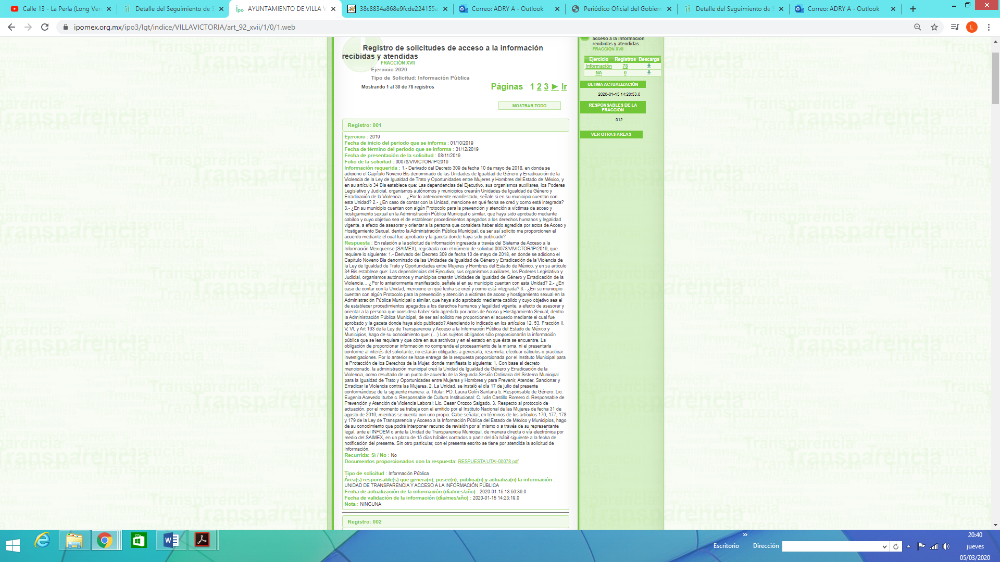 Calle 13 - La Perla (Long Ver
Detalle del Seguimiento de S
AYUNTAMIENTO DE VILLA V
38c8834a868e9fcde224155a
Correo: ADRY A - Outlook
Periódico Oficial del Gobiern
Detalle del Seguimiento de S
Correo: ADRY A - Outlook
ipomex.org.mx/ipo3/lgt/indice/VILLAVICTORIA/art_92_xvii/1/0/1.web
L
Registro de solicitudes de acceso a la información
recibidas y atendidas
FRACCIÓN XVII
Ejercicio 2020
Tipo de Solicitud: Información Pública
Mostrando 1 al 30 de 78 registros
Páginas 1 2 3 ► Ir
MOSTRAR TODO
Registro: 001
Ejercicio : 2019
Fecha de inicio del periodo que se informa : 01/10/2019
Fecha de término del periodo que se informa : 31/12/2019
Fecha de presentación de la solicitud : 08/11/2019
Folio de la solicitud : 00078/VIVICTOR/IP/2019
Información requerida : 1.- Derivado del Decreto 309 de fecha 10 de mayo de 2018, en donde se
adiciono el Capítulo Noveno Bis denominado de las Unidades de Igualdad de Género y Erradicación de la
Violencia de la Ley de Igualdad de Trato y Oportunidades entre Mujeres y Hombres del Estado de México, y
en su artículo 34 Bis establece que: Las dependencias del Ejecutivo, sus organismos auxiliares, los Poderes
Legislativo y Judicial, organismos autónomos y municipios crearán Unidades de Igualdad de Género y
Erradicación de la Violencia... ¿Por lo anteriormente manifestado, señale si en su municipio cuentan con
esta Unidad? 2.- ¿En caso de contar con la Unidad, mencione en qué fecha se creó y como está integrada?
3.- ¿En su municipio cuentan con algún Protocolo para la prevención y atención a víctimas de acoso y
hostigamiento sexual en la Administración Pública Municipal o similar, que haya sido aprobado mediante
cabildo y cuyo objetivo sea el de establecer procedimientos apegados a los derechos humanos y legalidad
vigente, a efecto de asesorar y orientar a la persona que considera haber sido agredida por actos de Acoso y
Hostigamiento Sexual, dentro la Administración Pública Municipal, de ser así solicito me proporcionen el
acuerdo mediante el cual fue aprobado y la gaceta donde haya sido publicado?
Respuesta : En relación a la solicitud de información ingresada a través del Sistema de Acceso a la
Información Mexiquense (SAIMEX), registrada con el número de solicitud 00078/VIVICTOR/IP/2019, que
requiere lo siguiente: 1.- Derivado del Decreto 309 de fecha 10 de mayo de 2018, en donde se adiciono el
Capítulo Noveno Bis denominado de las Unidades de Igualdad de Género y Erradicación de la Violencia de
la Ley de Igualdad de Trato y Oportunidades entre Mujeres y Hombres del Estado de México, y en su artículo
34 Bis establece que: Las dependencias del Ejecutivo, sus organismos auxiliares, los Poderes Legislativo y
Judicial, organismos autónomos y municipios crearán Unidades de Igualdad de Género y Erradicación de la
Violencia... ¿Por lo anteriormente manifestado, señale si en su municipio cuentan con esta Unidad? 2.- ¿En
caso de contar con la Unidad, mencione en qué fecha se creó y como está integrada? 3.- ¿En su municipio
cuentan con algún Protocolo para la prevención y atención a víctimas de acoso y hostigamiento sexual en la
Administración Pública Municipal o similar, que haya sido aprobado mediante cabildo y cuyo objetivo sea el
de establecer procedimientos apegados a los derechos humanos y legalidad vigente, a efecto de asesorar y
orientar a la persona que considera haber sido agredida por actos de Acoso y Hostigamiento Sexual, dentro
la Administración Pública Municipal, de ser así solicito me proporcionen el acuerdo mediante el cual fue
aprobado y la gaceta donde haya sido publicado? Atendiendo lo indicado en los artículos 12, 53, Fracción II,
V, VI, y Art 163 de la Ley de Transparencia y Acceso a la Información Pública del Estado de México y
Municipios, hago de su conocimiento que: (...) Los sujetos obligados sólo proporcionarán la información
pública que se les requiera y que obre en sus archivos y en el estado en que ésta se encuentre. La
obligación de proporcionar información no comprende el procesamiento de la misma, ni el presentarla
conforme al interés del solicitante; no estarán obligados a generarla, resumirla, efectuar cálculos o practicar
investigaciones. Por lo anterior se hace entrega de la respuesta proporcionada por el Instituto Municipal para
la Protección de los Derechos de la Mujer, donde manifiesta lo siguiente: 1. Con base al decreto
mencionado, la administración municipal creó la Unidad de Igualdad de Género y Erradicación de la
Violencia, como resultado de un punto de acuerdo de la Segunda Sesión Ordinaria del Sistema Municipal
para la Igualdad de Trato y Oportunidades entre Mujeres y Hombres y para Prevenir, Atender, Sancionar y
Erradicar la Violencia contra las Mujeres. 2. La Unidad, se instaló el día 17 de julio del presente
conformándose de la siguiente manera: a. Titular. PD. Laura Colín Santana b. Responsable de Género: Lic.
Eugenia Acevedo Iturbe c. Responsable de Cultura Institucional: C. Iván Castillo Romero d. Responsable de
Prevención y Atención de Violencia Laboral: Lic. Cesar Orozco Salgado. 3. Respecto al protocolo de
actuación, por el momento se trabaja con el emitido por el Instituto Nacional de las Mujeres de fecha 31 de
agosto de 2016, mientras se cuenta con uno propio. Cabe señalar, en términos de los artículos 176, 177, 178
y 179 de la Ley de Transparencia y Acceso a la Información Pública del Estado de México y Municipios, hago
de su conocimiento que podrá interponer recurso de revisión por sí mismo o a través de su representante
legal, ante el INFOEM o ante la Unidad de Transparencia Municipal, de manera directa o vía electrónica por
medio del SAIMEX, en un plazo de 15 días hábiles contados a partir del día hábil siguiente a la fecha de
notificación del presente. Sin otro particular, con el presente escrito se tiene por atendida la solicitud de
información.
Recurrida: Sí / No : No
Documentos proporcionados con la respuesta: RESPUESTA UTAI-00078.pdf
Tipo de solicitud : Información Pública
Área(s) responsable(s) que genera(n), posee(n), publica(n) y actualiza(n) la información :
UNIDAD DE TRANSPARENCIA Y ACCESO A LA INFORMACIÓN PÚBLICA
Fecha de actualización de la información (día/mes/año) : 2020-01-15 13:56:39.0
Fecha de validación de la información (día/mes/año) : 2020-01-15 14:23:19.0
Nota : NINGUNA
Registro: 002
acceso a la información
recibidas y atendidas
FRACCIÓN XVII
Ejercicio Registros Descarga
Información 78
NA 0
ULTIMA ACTUALIZACIÓN
2020-01-15 14:20:53.0
RESPONSABLES DE LA
FRACCIÓN
012
VER OTRAS AREAS
Escritorio
Dirección
20:40
jueves
05/03/2020